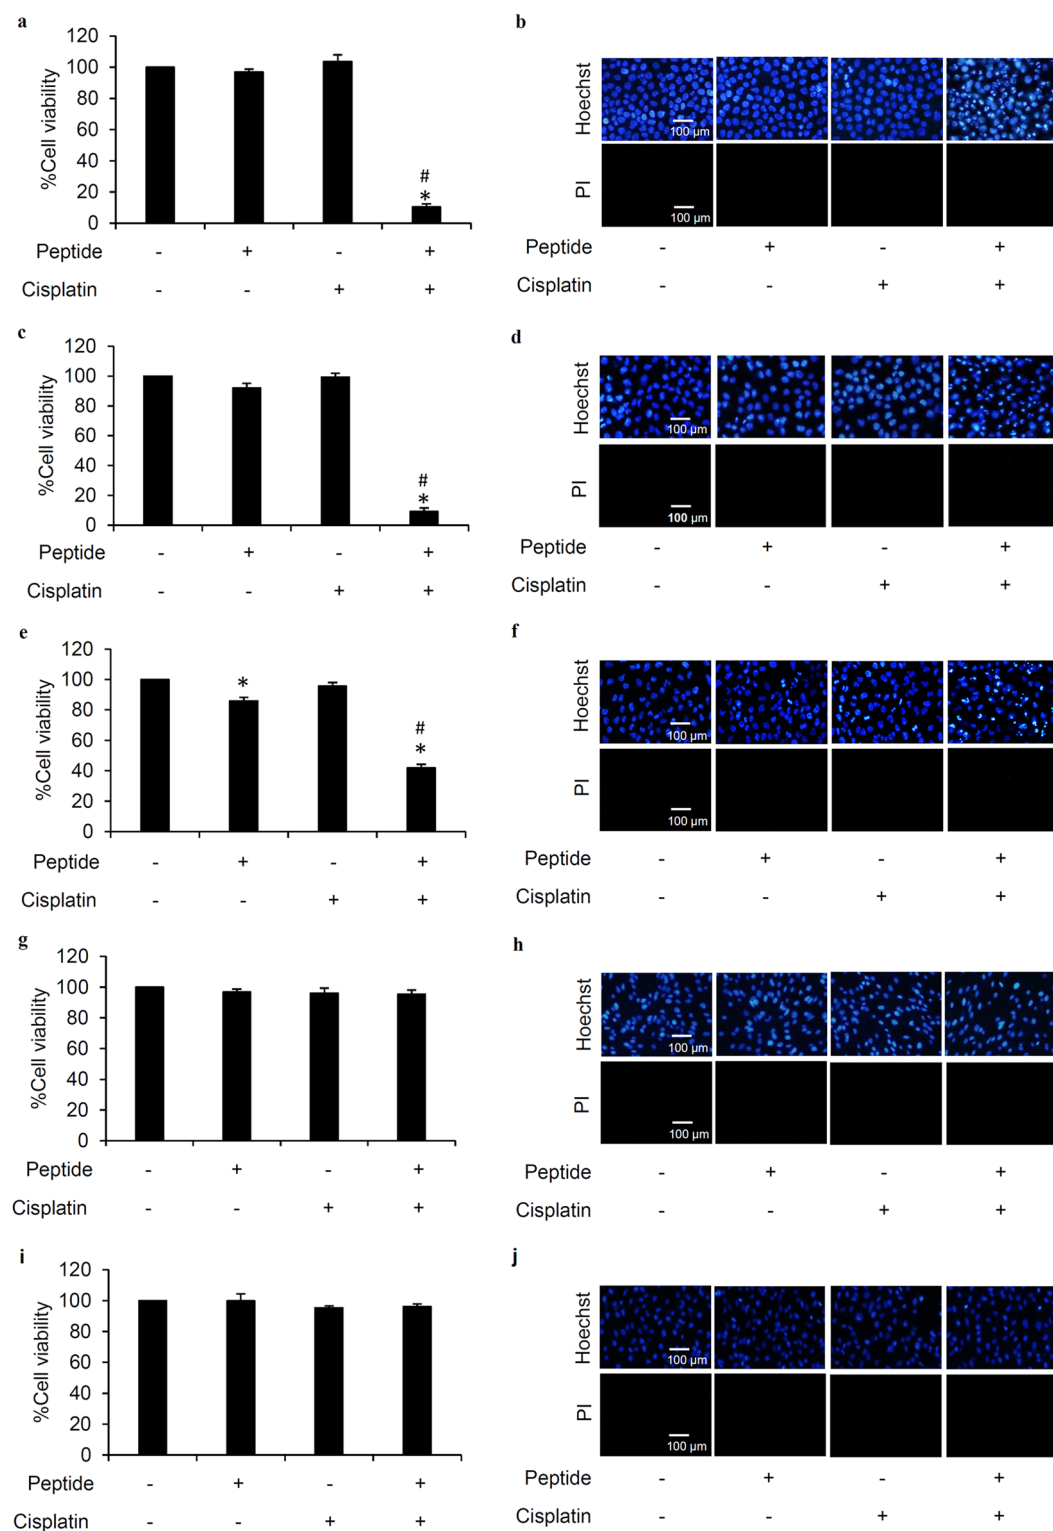 a
120
100
80
60
40
20
0
%Cell viability
#
*
Peptide - + - +
Cisplatin - - + +
b
Hoechst
100 µm
PI
100 µm
Peptide - + - +
Cisplatin - - + +
c
120
100
80
60
40
20
0
%Cell viability
#
*
Peptide - + - +
Cisplatin - - + +
d
Hoechst
100 µm
PI
100 µm
Peptide - + - +
Cisplatin - - + +
e
120
100
80
60
40
20
0
%Cell viability
*
#
*
Peptide - + - +
Cisplatin - - + +
f
Hoechst
100 µm
PI
100 µm
Peptide - + - +
Cisplatin - - + +
g
120
100
80
60
40
20
0
%Cell viability
Peptide - + - +
Cisplatin - - + +
h
Hoechst
100 µm
PI
100 µm
Peptide - + - +
Cisplatin - - + +
i
120
100
80
60
40
20
0
%Cell viability
Peptide - + - +
Cisplatin - - + +
j
Hoechst
100 µm
PI
100 µm
Peptide - + - +
Cisplatin - - + +